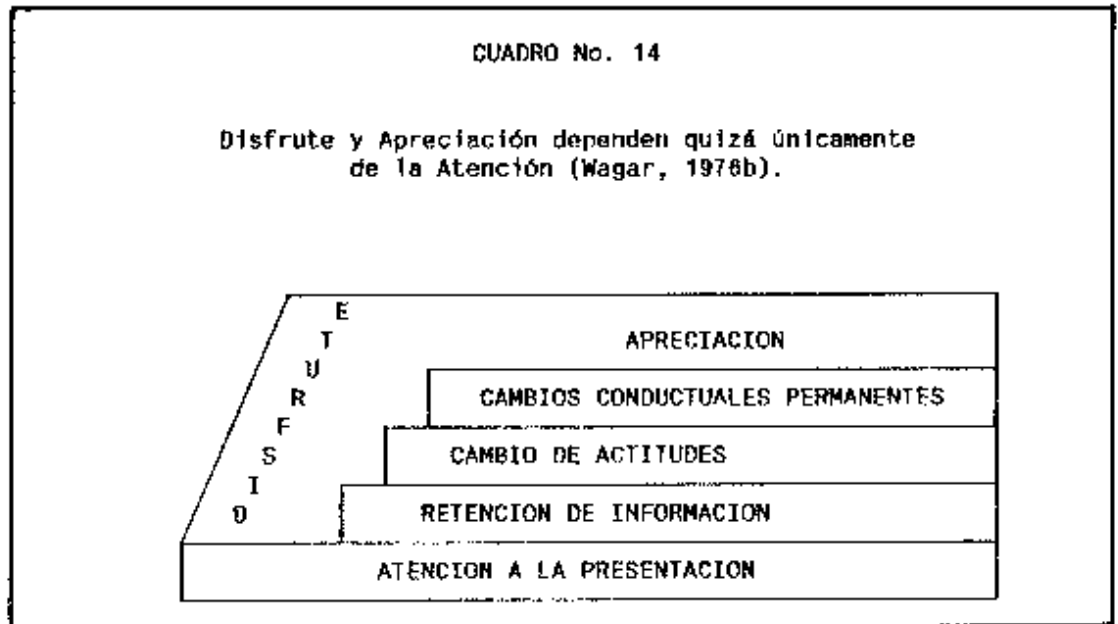 CUADRO No. 14
Disfrute y Apreciación dependen quizá únicamente
de la Atención (Wagar, 1976b).
DISFRUTE
APRECIACION
CAMBIOS CONDUCTUALES PERMANENTES
CAMBIO DE ACTITUDES
RETENCION DE INFORMACION
ATENCION A LA PRESENTACION